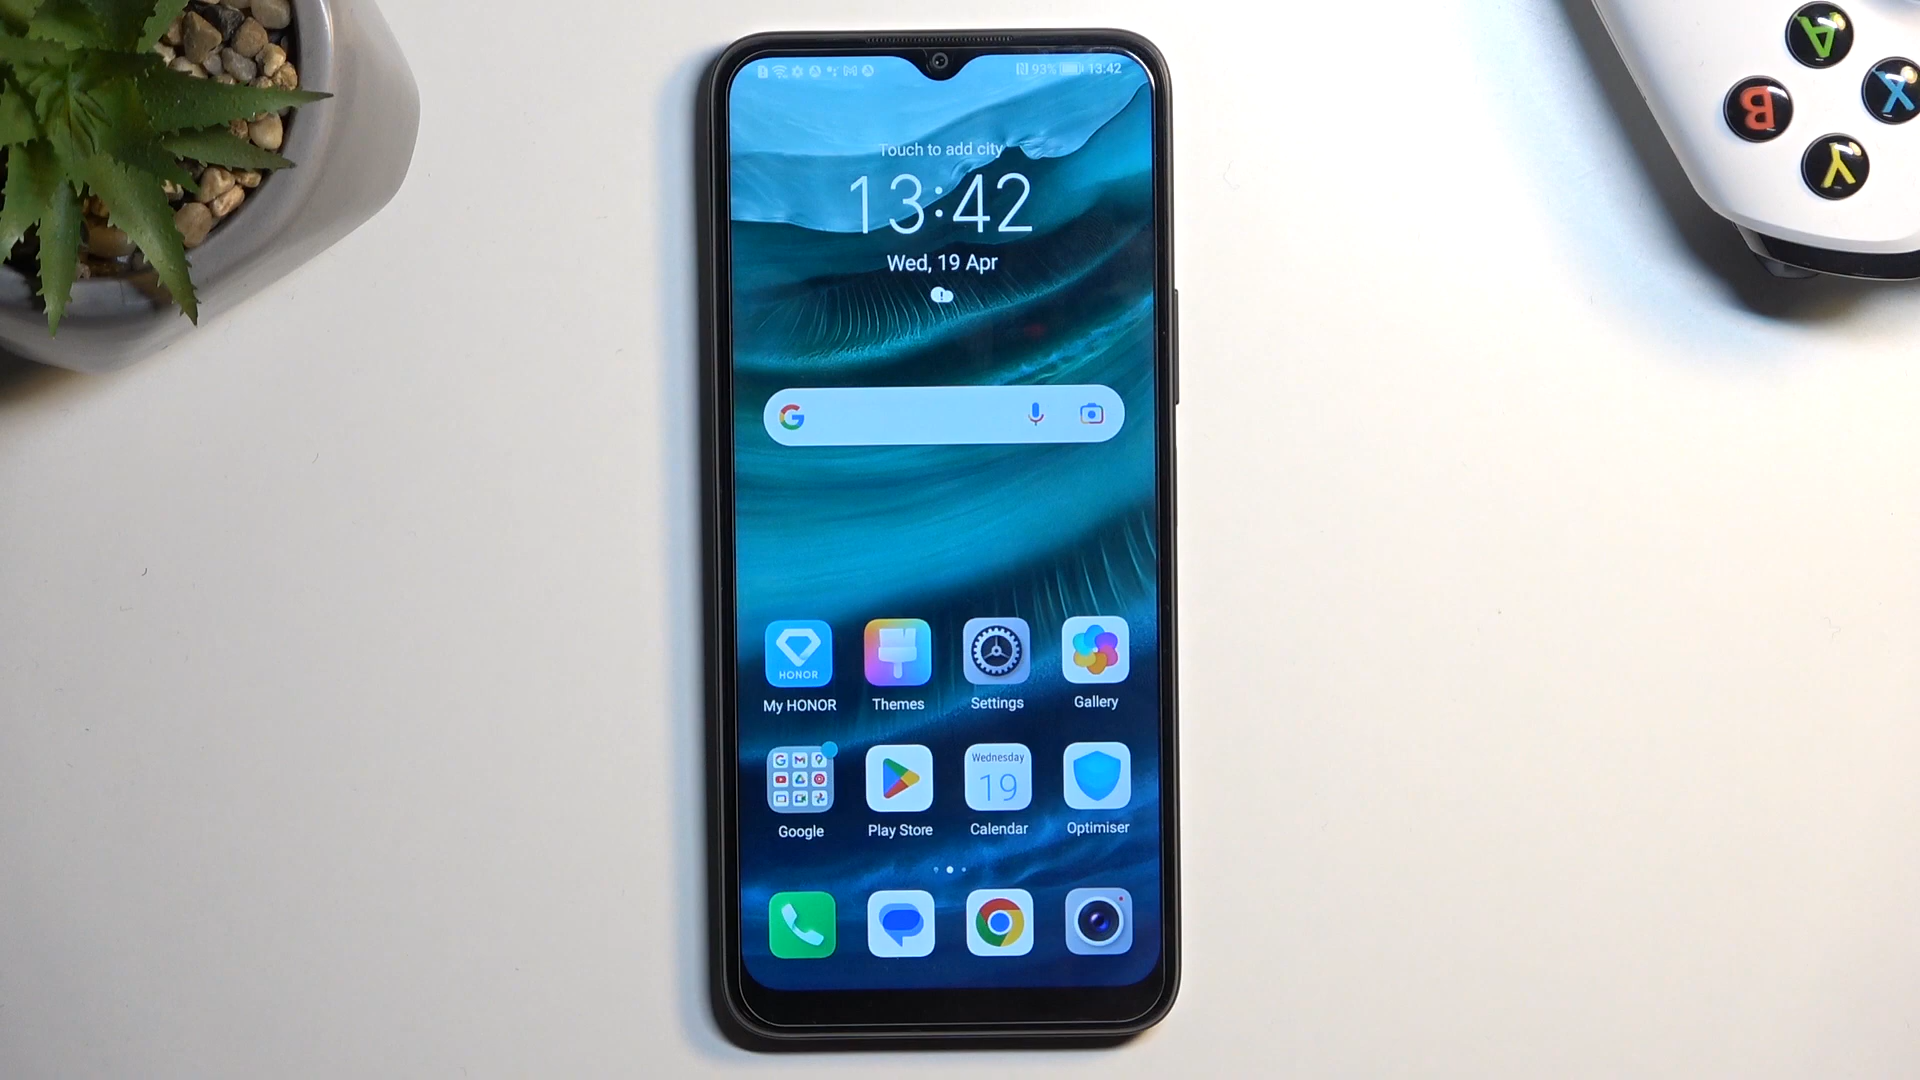 93% 13:42
Touch to add city
13:42
Wed, 19 Apr
HONOR
My HONOR Themes Settings Gallery
Wednesday
19
Google Play Store Calendar Optimiser
A
B X
Y